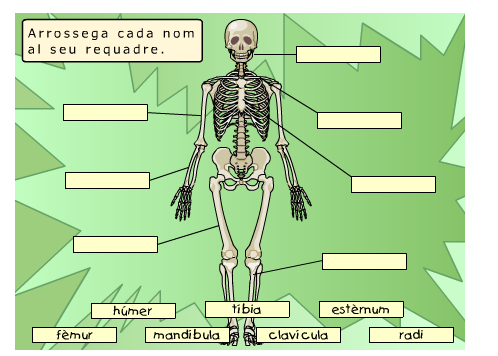 Arrossega cada nom
al seu requadre.
húmer
tíbia
estèrnum
fèmur
mandíbula
clavícula
radi